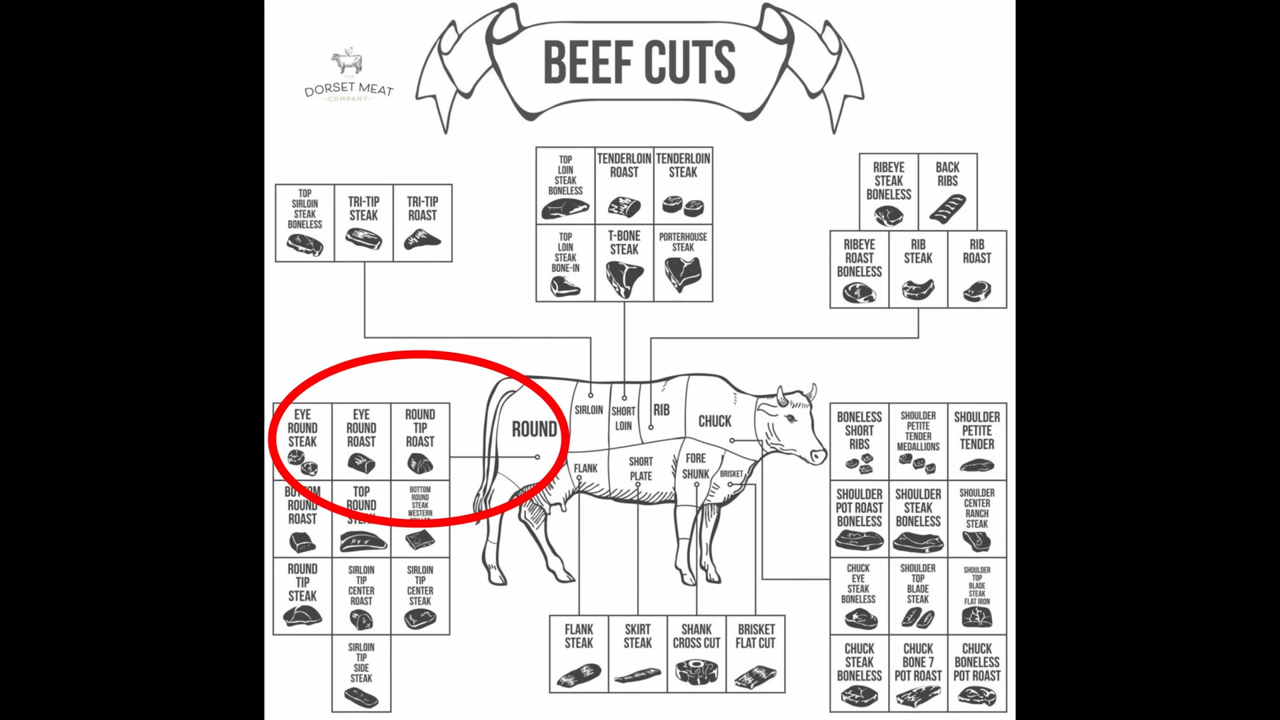 BEEF CUTS
DORSET MEAT
COMPANY
TOP
SIRLOIN
STEAK
BONELESS
TRI-TIP
STEAK
TRI-TIP
ROAST
TOP
LOIN
STEAK
BONELESS
TENDERLOIN
ROAST
TENDERLOIN
STEAK
TOP
LOIN
STEAK
BONE-IN
T-BONE
STEAK
PORTERHOUSE
STEAK
RIBEYE
STEAK
BONELESS
BACK
RIBS
RIBEYE
ROAST
BONELESS
RIB
STEAK
RIB
ROAST
EYE
ROUND
STEAK
EYE
ROUND
ROAST
ROUND
TIP
ROAST
BOTTOM
ROUND
ROAST
TOP
ROUND
STEAK
BOTTOM
ROUND
STEAK
WESTERN
ROUND
TIP
STEAK
SIRLOIN
TIP
CENTER
ROAST
SIRLOIN
TIP
CENTER
STEAK
SIRLOIN
TIP
SIDE
STEAK
ROUND
SIRLOIN
SHORT
LOIN
RIB
CHUCK
FLANK
SHORT
PLATE
FORE
SHUNK
BRISKET
FLANK
STEAK
SKIRT
STEAK
SHANK
CROSS CUT
BRISKET
FLAT CUT
BONELESS
SHORT
RIBS
SHOULDER
PETITE
TENDER
MEDALLIONS
SHOULDER
PETITE
TENDER
SHOULDER
POT ROAST
BONELESS
SHOULDER
STEAK
BONELESS
SHOULDER
CENTER
RANCH
STEAK
CHUCK
EYE
STEAK
BONELESS
SHOULDER
TOP
BLADE
STEAK
SHOULDER
TOP
BLADE
STEAK
FLAT IRON
CHUCK
STEAK
BONELESS
CHUCK
BONE 7
POT ROAST
CHUCK
BONELESS
POT ROAST